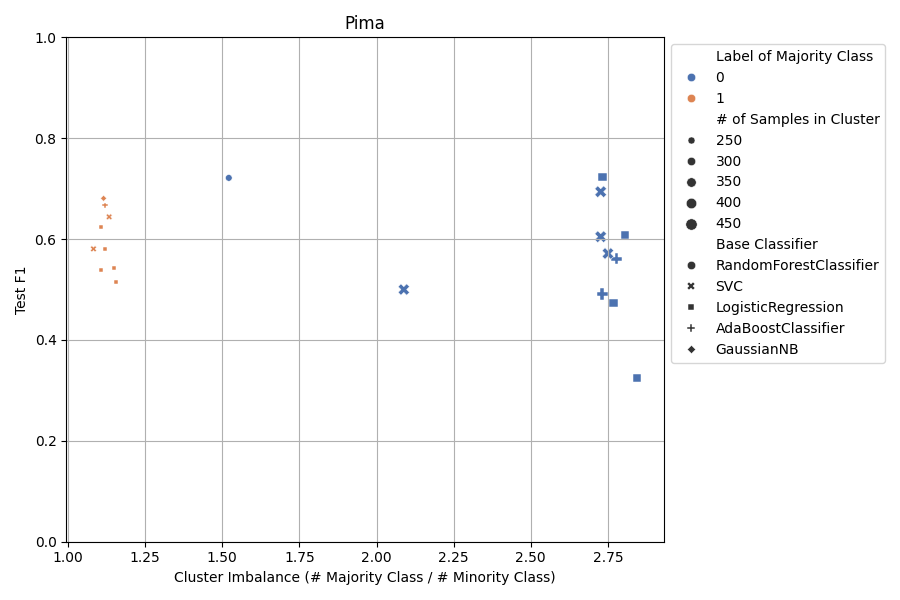 Pima
Test F1
1.0
0.8
0.6
0.4
0.2
0.0
1.00 1.25 1.50 1.75 2.00 2.25 2.50 2.75
Cluster Imbalance (# Majority Class / # Minority Class)
Label of Majority Class
0
1
# of Samples in Cluster
250
300
350
400
450
Base Classifier
RandomForestClassifier
SVC
LogisticRegression
AdaBoostClassifier
GaussianNB